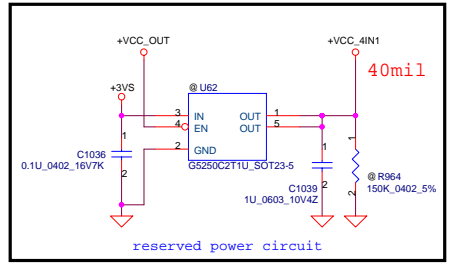 +VCC_OUT
+VCC_4IN1
40mil
+3VS
@ U62
3 IN OUT 1
4 EN OUT 5
2 GND
G5250C2T1U_SOT23-5
1
C1036
0.1U_0402_16V7K
2
1
C1039
1U_0603_10V4Z
2
1
@ R964
150K_0402_5%
2
reserved power circuit